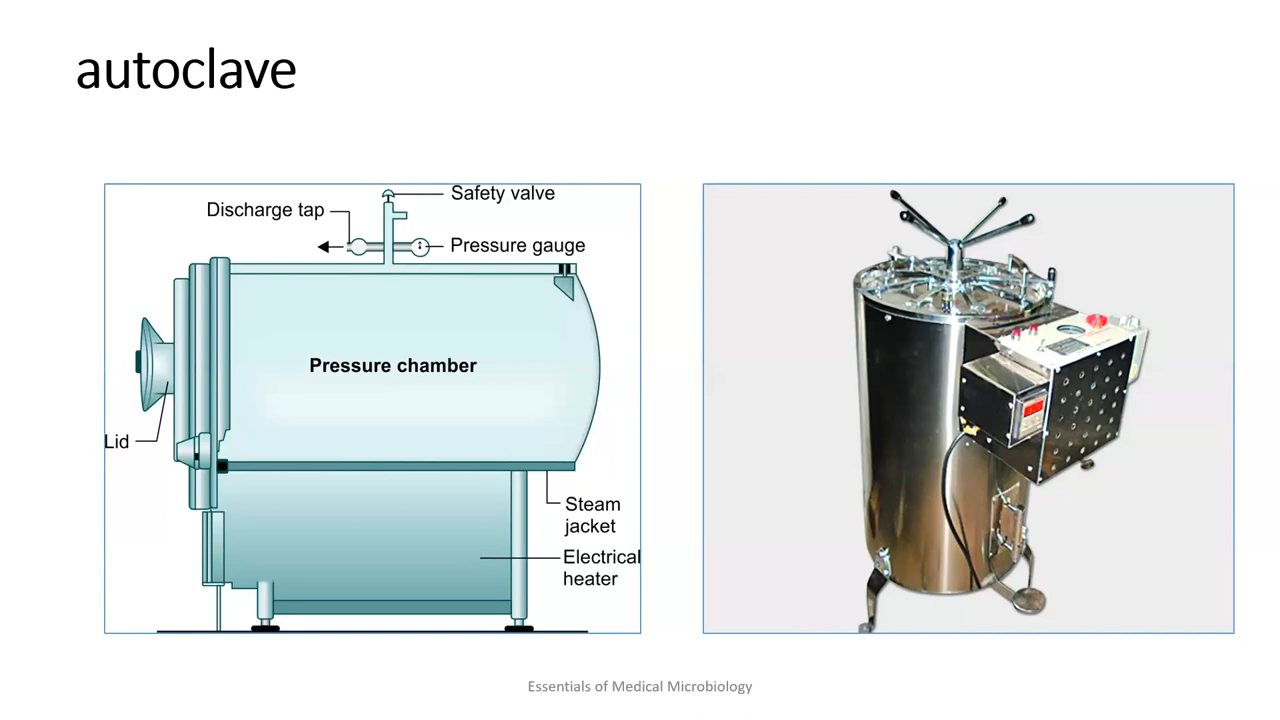 autoclave
Safety valve
Discharge tap
Pressure gauge
Pressure chamber
Lid
Steam
jacket
Electrical
heater
Essentials of Medical Microbiology